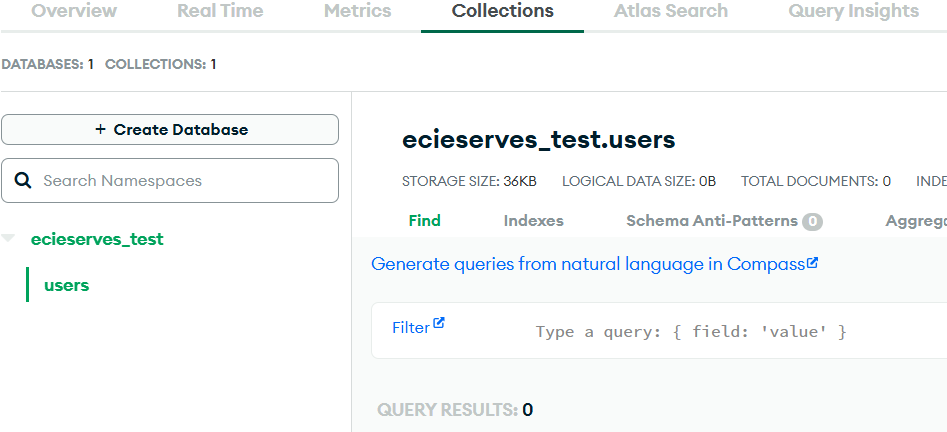 Overview Real Time Metrics Collections Atlas Search Query Insights
DATABASES: 1 COLLECTIONS: 1
+ Create Database
Search Namespaces
ecieserves_test
users
ecieserves_test.users
STORAGE SIZE: 36KB LOGICAL DATA SIZE: 0B TOTAL DOCUMENTS: 0 INDE
Find Indexes Schema Anti-Patterns 0 Aggrega
Generate queries from natural language in Compass
Filter Type a query: { field: 'value' }
QUERY RESULTS: 0